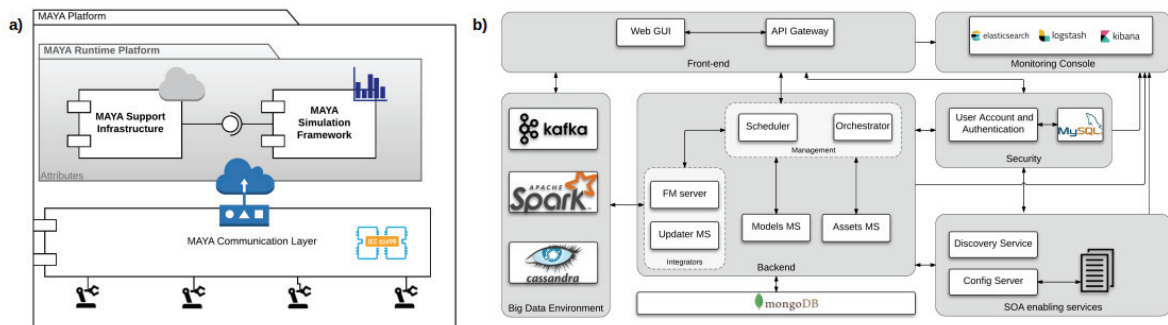 a)
MAYA Platform
MAYA Runtime Platform
MAYA Support
Infrastructure
MAYA
Simulation
Framework
Attributes
MAYA Communication Layer
IEC 61499
b)
Web GUI
API Gateway
Front-end
elasticsearch
logstash
kibana
Monitoring Console
kafka
APACHE
Spark
cassandra
Big Data Environment
Scheduler
Orchestrator
Management
FM server
Updater MS
Integrators
Models MS
Assets MS
Backend
mongoDB
User Account and
Authentication
MySQL
Security
Discovery Service
Config Server
SOA enabling services